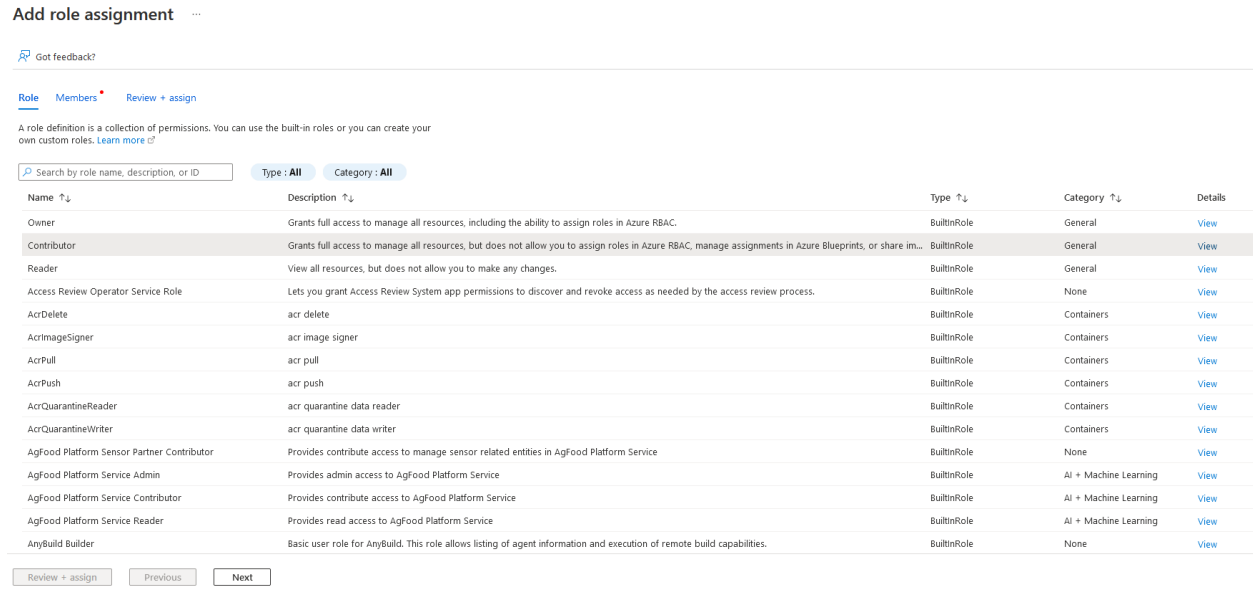 Add role assignment ...
Got feedback?
Role Members Review + assign
A role definition is a collection of permissions. You can use the built-in roles or you can create your
own custom roles. Learn more
Search by role name, description, or ID Type : All Category : All
Name ↑↓ Description ↑↓ Type ↑↓ Category ↑↓ Details
Owner Grants full access to manage all resources, including the ability to assign roles in Azure RBAC. BuiltInRole General View
Contributor Grants full access to manage all resources, but does not allow you to assign roles in Azure RBAC, manage assignments in Azure Blueprints, or share im... BuiltInRole General View
Reader View all resources, but does not allow you to make any changes. BuiltInRole General View
Access Review Operator Service Role Lets you grant Access Review System app permissions to discover and revoke access as needed by the access review process. BuiltInRole None View
AcrDelete acr delete BuiltInRole Containers View
AcrImageSigner acr image signer BuiltInRole Containers View
AcrPull acr pull BuiltInRole Containers View
AcrPush acr push BuiltInRole Containers View
AcrQuarantineReader acr quarantine data reader BuiltInRole Containers View
AcrQuarantineWriter acr quarantine data writer BuiltInRole Containers View
AgFood Platform Sensor Partner Contributor Provides contribute access to manage sensor related entities in AgFood Platform Service BuiltInRole None View
AgFood Platform Service Admin Provides admin access to AgFood Platform Service BuiltInRole AI + Machine Learning View
AgFood Platform Service Contributor Provides contribute access to AgFood Platform Service BuiltInRole AI + Machine Learning View
AgFood Platform Service Reader Provides read access to AgFood Platform Service BuiltInRole AI + Machine Learning View
AnyBuild Builder Basic user role for AnyBuild. This role allows listing of agent information and execution of remote build capabilities. BuiltInRole None View
Review + assign Previous Next